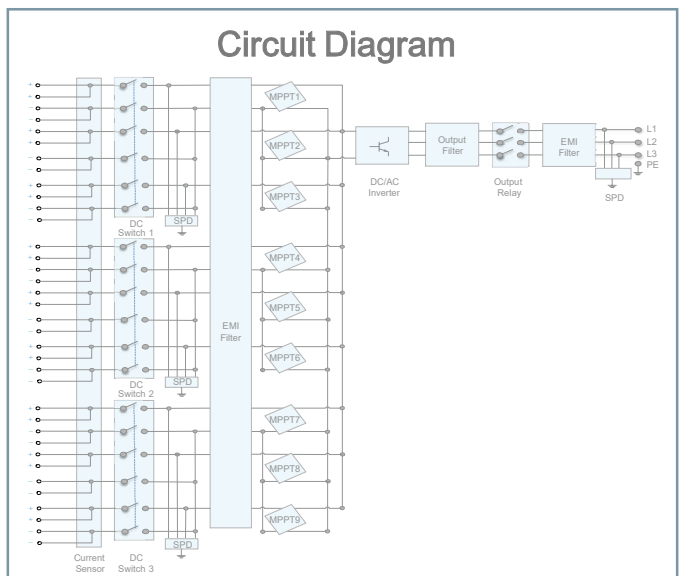 Circuit Diagram
MPPT1
MPPT2
MPPT3
DC
Switch 1
SPD
DC/AC
Inverter
Output
Filter
Output
Relay
EMI
Filter
L1
L2
L3
PE
SPD
MPPT4
MPPT5
MPPT6
EMI
Filter
DC
Switch 2
SPD
MPPT7
MPPT8
MPPT9
Current
Sensor
DC
Switch 3
SPD